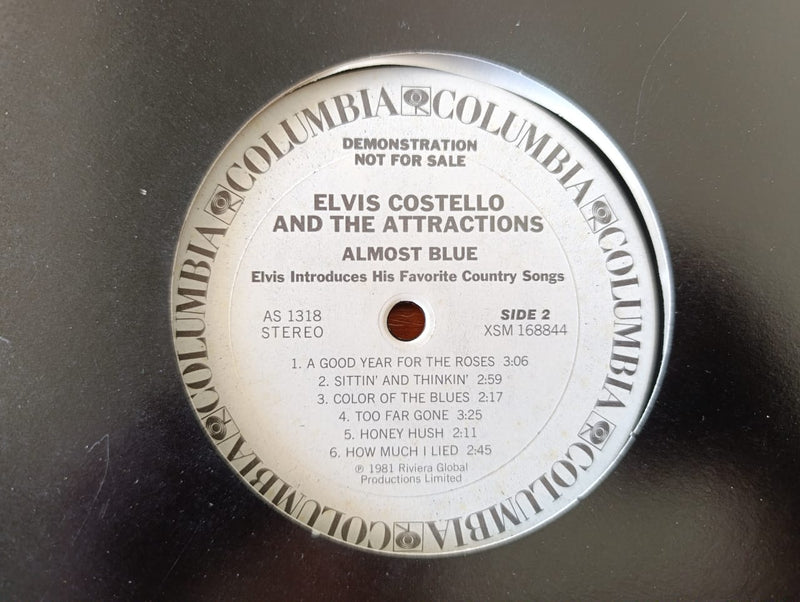 COLUMBIA COLUMBIA COLUMBIA COLUMBIA COLUMBIA COLUMBIA COLUMBIA
DEMONSTRATION
NOT FOR SALE
ELVIS COSTELLO
AND THE ATTRACTIONS
ALMOST BLUE
Elvis Introduces His Favorite Country Songs
AS 1318
STEREO
SIDE 2
XSM 168844
1. A GOOD YEAR FOR THE ROSES 3:06
2. SITTIN' AND THINKIN' 2:59
3. COLOR OF THE BLUES 2:17
4. TOO FAR GONE 3:25
5. HONEY HUSH 2:11
6. HOW MUCH I LIED 2:45
℗ 1981 Riviera Global
Productions Limited